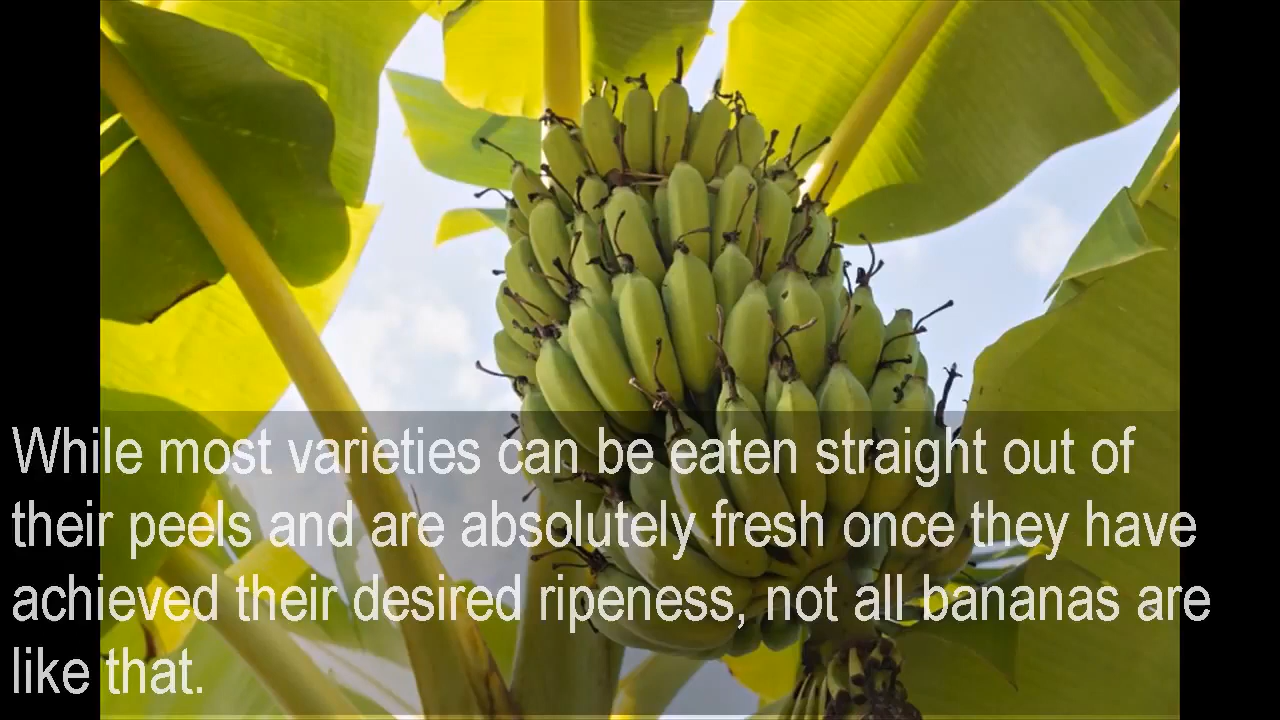 While most varieties can be eaten straight out of
their peels and are absolutely fresh once they have
achieved their desired ripeness, not all bananas are
like that.